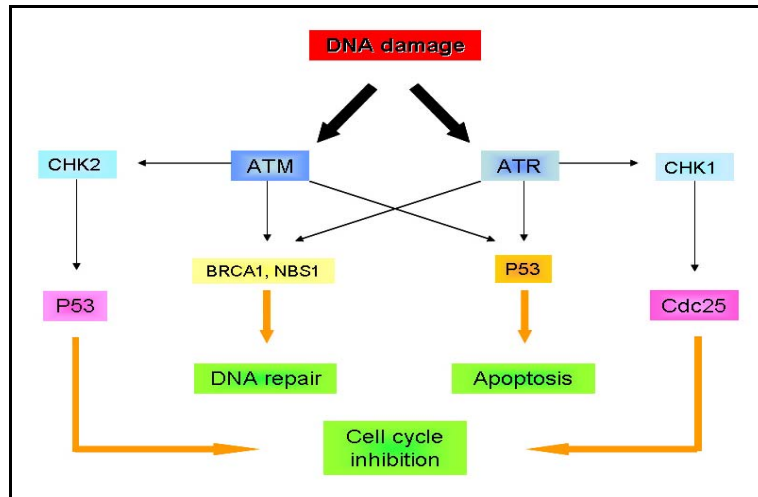 DNA damage
CHK2
ATM
ATR
CHK1
BRCA1, NBS1
P53
P53
Cdc25
DNA repair
Apoptosis
Cell cycle
inhibition